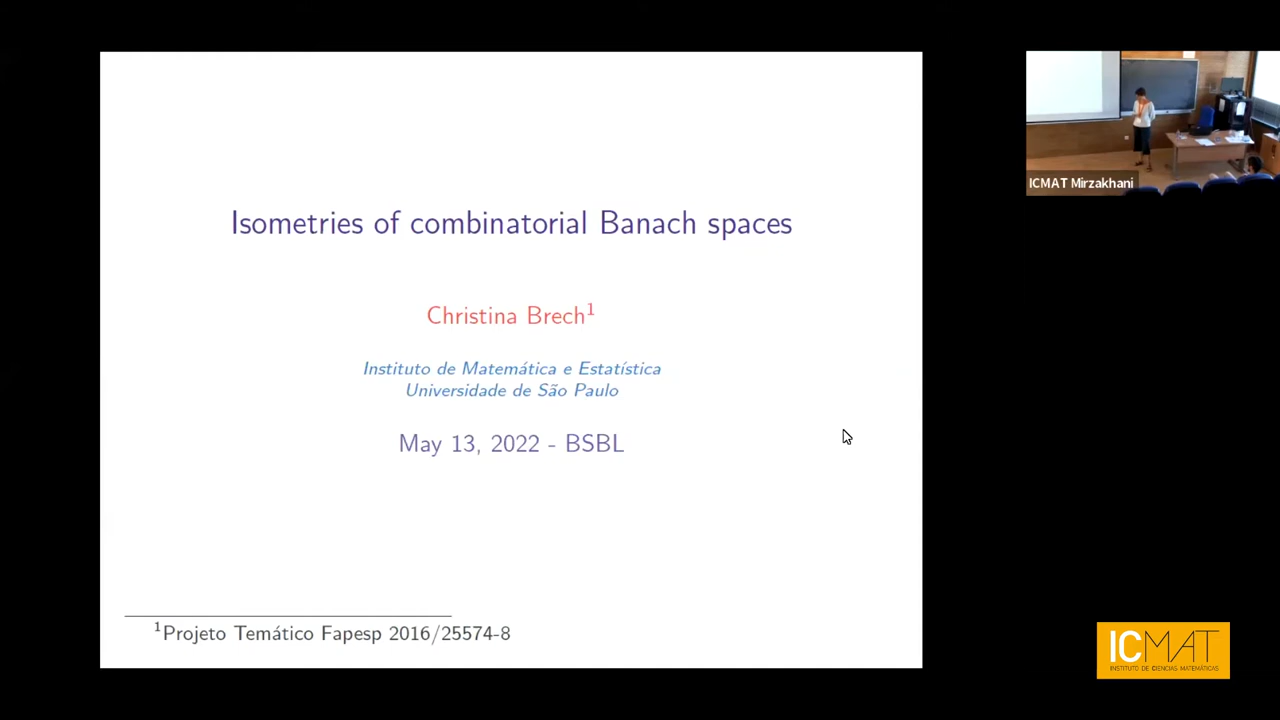 Isometries of combinatorial Banach spaces
Christina Brech¹
Instituto de Matemática e Estatística
Universidade de São Paulo
May 13, 2022 - BSBL
¹Projeto Temático Fapesp 2016/25574-8
ICMAT Mirzakhani
ICMAT
INSTITUTO DE CIENCIAS MATEMÁTICAS